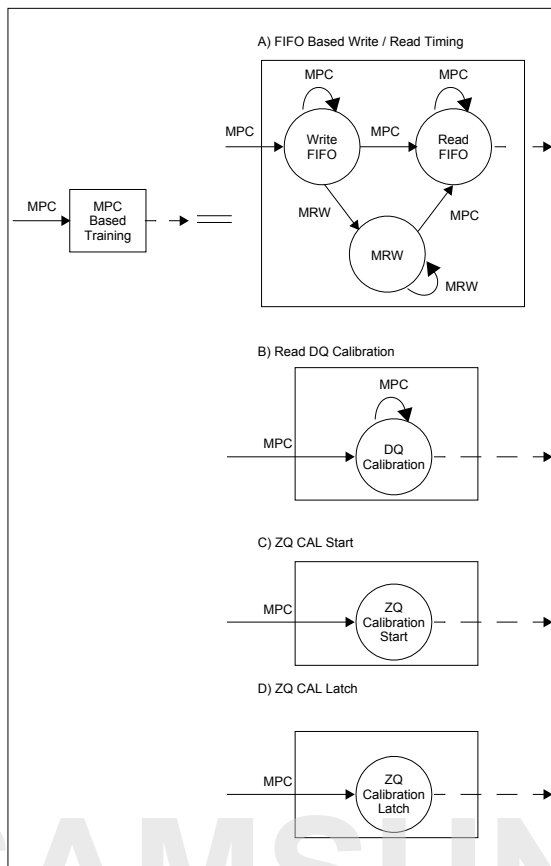 A) FIFO Based Write / Read Timing
MPC
MPC
MPC
Write
FIFO
MPC
Read
FIFO
MPC
MPC
Based
Training
MRW
MPC
MRW
MRW
B) Read DQ Calibration
MPC
MPC
DQ
Calibration
C) ZQ CAL Start
MPC
ZQ
Calibration
Start
D) ZQ CAL Latch
MPC
ZQ
Calibration
Latch